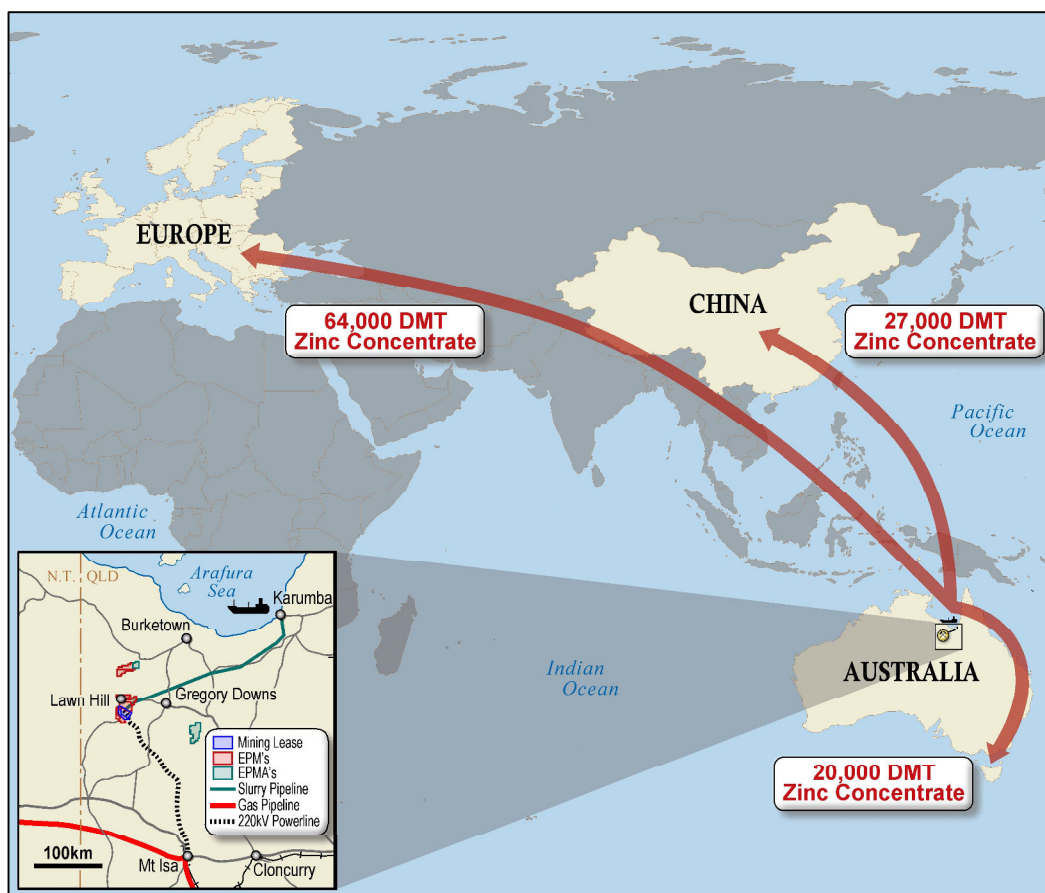 EUROPE
CHINA
64,000 DMT
Zinc Concentrate
27,000 DMT
Zinc Concentrate
Pacific
Ocean
Atlantic
Ocean
Indian
Ocean
AUSTRALIA
20,000 DMT
Zinc Concentrate
N.T. QLD
Arafura
Sea
Karumba
Burketown
Lawn Hill
Gregory Downs
Mining Lease
EPM's
EPMA's
Slurry Pipeline
Gas Pipeline
220kV Powerline
100km
Mt Isa
Cloncurry